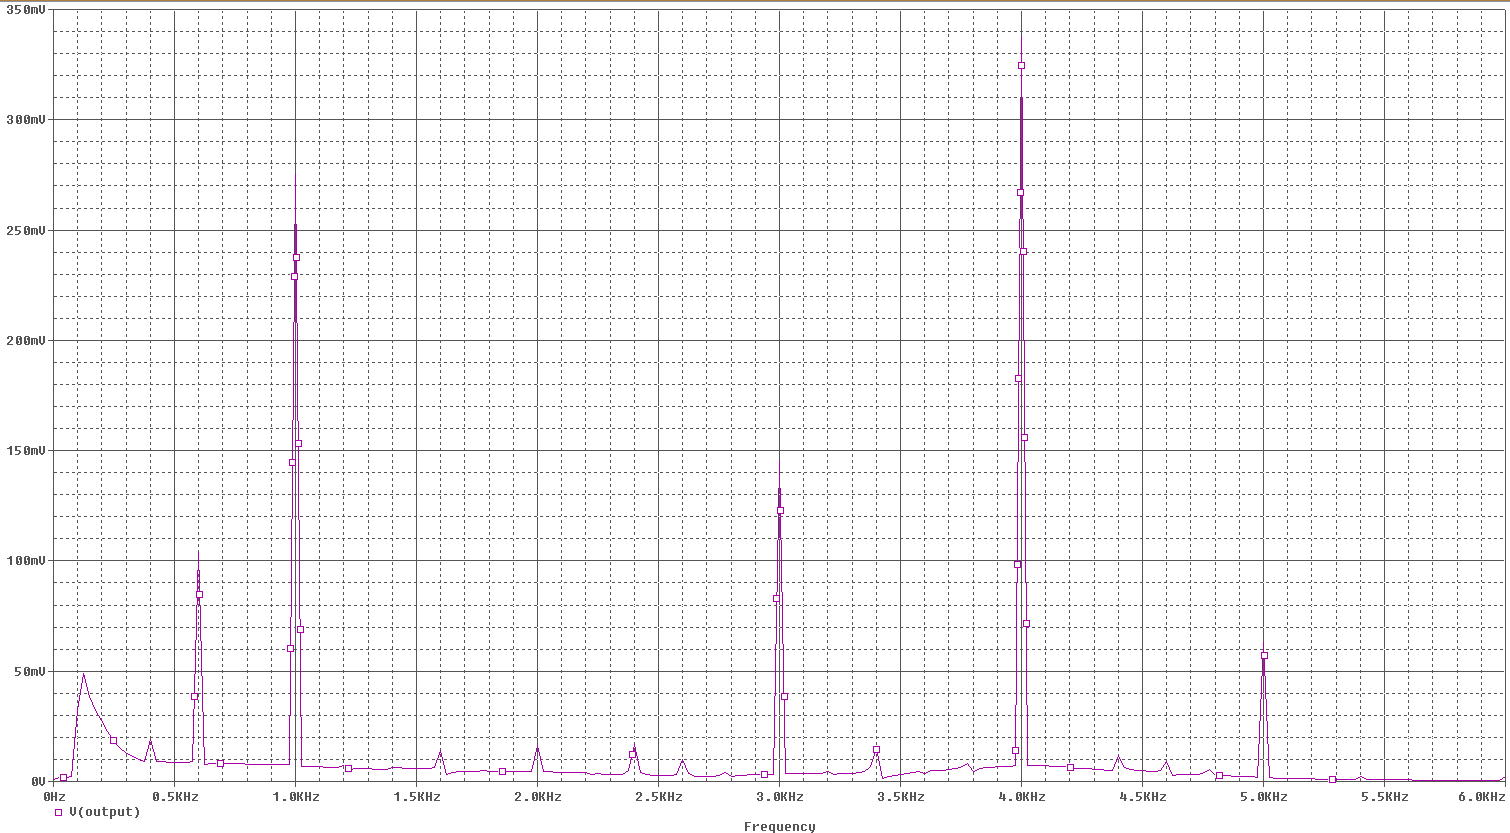 350mV
300mV
250mV
200mV
150mV
100mV
50mV
0V
0Hz 0.5KHz 1.0KHz 1.5KHz 2.0KHz 2.5KHz 3.0KHz 3.5KHz 4.0KHz 4.5KHz 5.0KHz 5.5KHz 6.0KHz
V(output)
Frequency